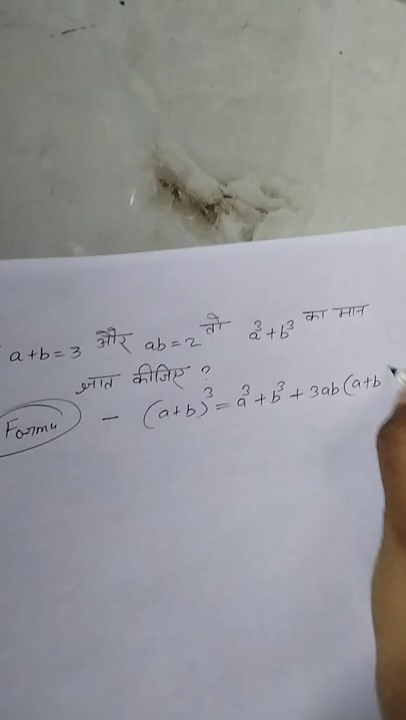 a+b=3 और ab=2 तो a³+b³ का मान
ज्ञात कीजिए ?
Formu - (a+b)³ = a³+b³+3ab(a+b